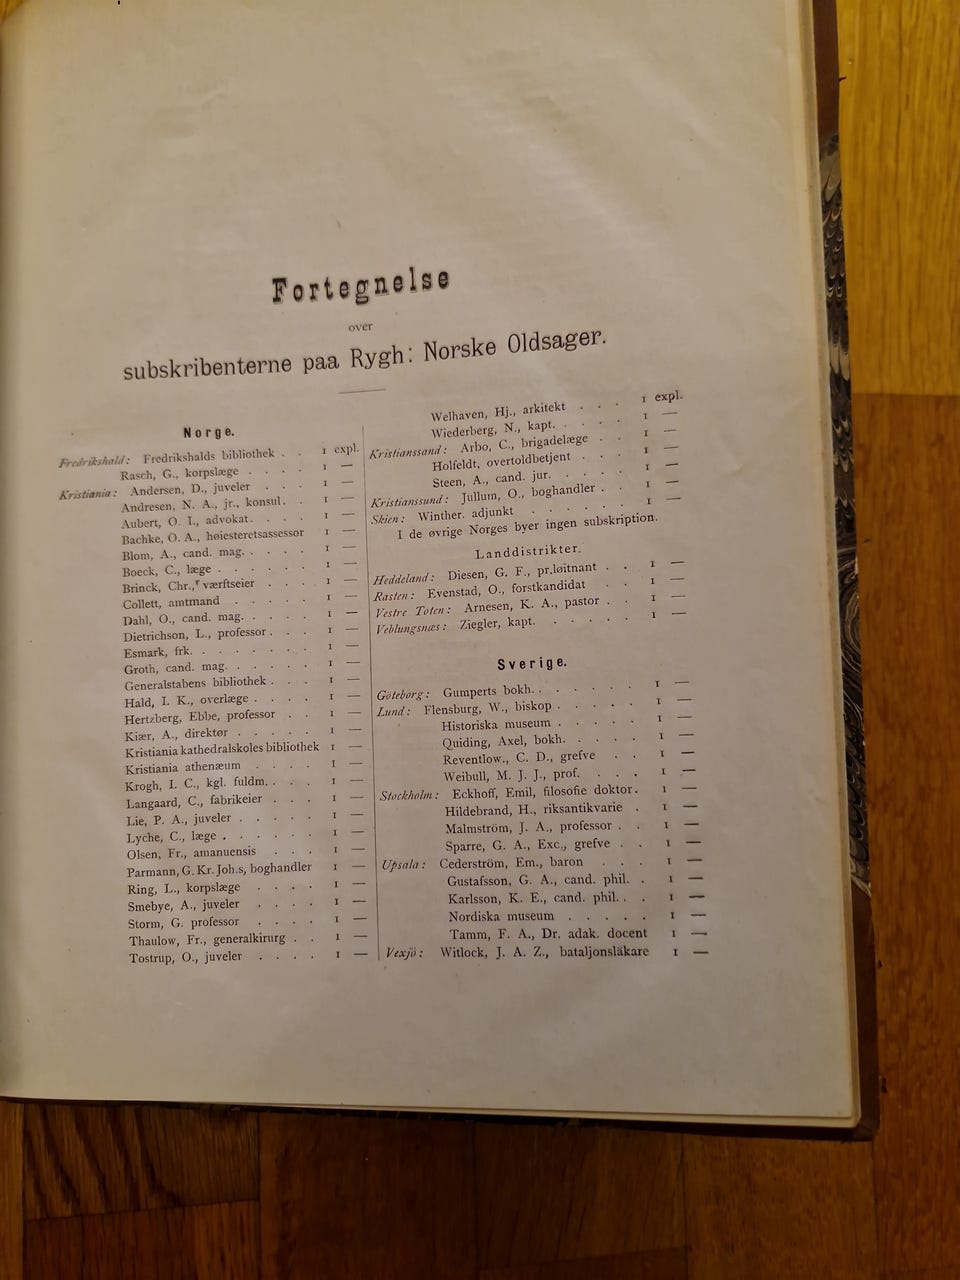 Fortegnelse
over
subskribenterne paa Rygh: Norske Oldsager.
Norge.
Fredrikshald: Fredrikshalds bibliothek . . 1 expl.
Rasch, G., korpslæge . . . . 1 —
Kristiania: Andersen, D., juveler . . . 1 —
Andresen, N. A., jr., konsul. . 1 —
Aubert, O. I., advokat. . . . 1 —
Bachke, O. A., høiesteretsassessor 1 —
Blom, A., cand. mag. . . . . 1 —
Boeck, C., læge . . . . . . 1 —
Brinck, Chr., værftseier . . . 1 —
Collett, amtmand . . . . . 1 —
Dahl, O., cand. mag. . . . . 1 —
Dietrichson, L., professor . . . 1 —
Esmark, frk. . . . . . . . 1 —
Groth, cand. mag. . . . . . 1 —
Generalstabens bibliothek . . . 1 —
Hald, I. K., overlæge . . . . 1 —
Hertzberg, Ebbe, professor . . 1 —
Kiær, A., direktør . . . . . 1 —
Kristiania kathedralskoles bibliothek 1 —
Kristiania athenæum . . . . 1 —
Krogh, I. C., kgl. fuldm. . . . 1 —
Langaard, C., fabrikeier . . . 1 —
Lie, P. A., juveler . . . . . 1 —
Lyche, C., læge . . . . . . 1 —
Olsen, Fr., amanuensis . . . 1 —
Parmann, G. Kr. Joh.s, boghandler 1 —
Ring, L., korpslæge . . . . 1 —
Smebye, A., juveler . . . . 1 —
Storm, G. professor . . . . 1 —
Thaulow, Fr., generalkirurg . . 1 —
Tostrup, O., juveler . . . . 1 —
Welhaven, Hj., arkitekt . . . 1 expl.
Wiederberg, N., kapt. . . . . 1 —
Kristianssand: Arbo, C., brigadelæge . . 1 —
Holfeldt, overtoldbetjent . . . 1 —
Steen, A., cand. jur. . . . . 1 —
Kristianssund: Jullum, O., boghandler . . 1 —
Skien: Winther. adjunkt . . . . . 1 —
I de øvrige Norges byer ingen subskription.
Landdistrikter.
Heddeland: Diesen, G. F., pr.løitnant . . 1 —
Rasten: Evenstad, O., forstkandidat . . 1 —
Vestre Toten: Arnesen, K. A., pastor . . 1 —
Veblungsnæs: Ziegler, kapt. . . . . . 1
Sverige.
Göteborg: Gumperts bokh. . . . . . 1 —
Lund: Flensburg, W., biskop . . . . . 1 —
Historiska museum . . . . . 1 —
Quiding, Axel, bokh. . . . . 1 —
Reventlow., C. D., grefve . . 1 —
Weibull, M. J. J., prof. . . . 1 —
Stockholm: Eckhoff, Emil, filosofie doktor. 1 —
Hildebrand, H., riksantikvarie . 1 —
Malmström, J. A., professor . . 1 —
Sparre, G. A., Exc., grefve . . 1 —
Upsala: Cederström, Em., baron . . . 1 —
Gustafsson, G. A., cand. phil. . 1 —
Karlsson, K. E., cand. phil. . . 1 —
Nordiska museum . . . . . 1 —
Tamm, F. A., Dr. adak. docent 1 —
Vexjö: Witlock, J. A. Z., bataljonsläkare 1 —